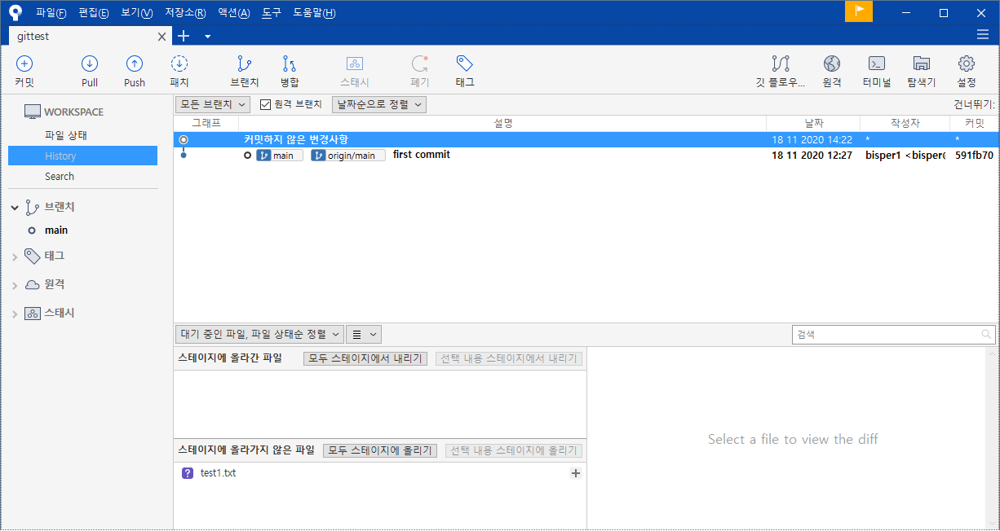 파일(F) 편집(E) 보기(V) 저장소(R) 액션(A) 도구 도움말(H)
gittest
커밋 Pull Push 패치 브랜치 병합 스태시 폐기 태그 깃 플로우... 원격 터미널 탐색기 설정
WORKSPACE
파일 상태
History
Search
브랜치
main
태그
원격
스태시
모든 브랜치 원격 브랜치 날짜순으로 정렬 건너뛰기:
그래프 설명 날짜 작성자 커밋
커밋하지 않은 변경사항 18 11 2020 14:22 * *
main origin/main first commit 18 11 2020 12:27 bisper1 <bisper@ 591fb70
대기 중인 파일, 파일 상태순 정렬 검색
스테이지에 올라간 파일 모두 스테이지에서 내리기 선택 내용 스테이지에서 내리기
스테이지에 올라가지 않은 파일 모두 스테이지에 올리기 선택 내용 스테이지에 올리기
? test1.txt
Select a file to view the diff